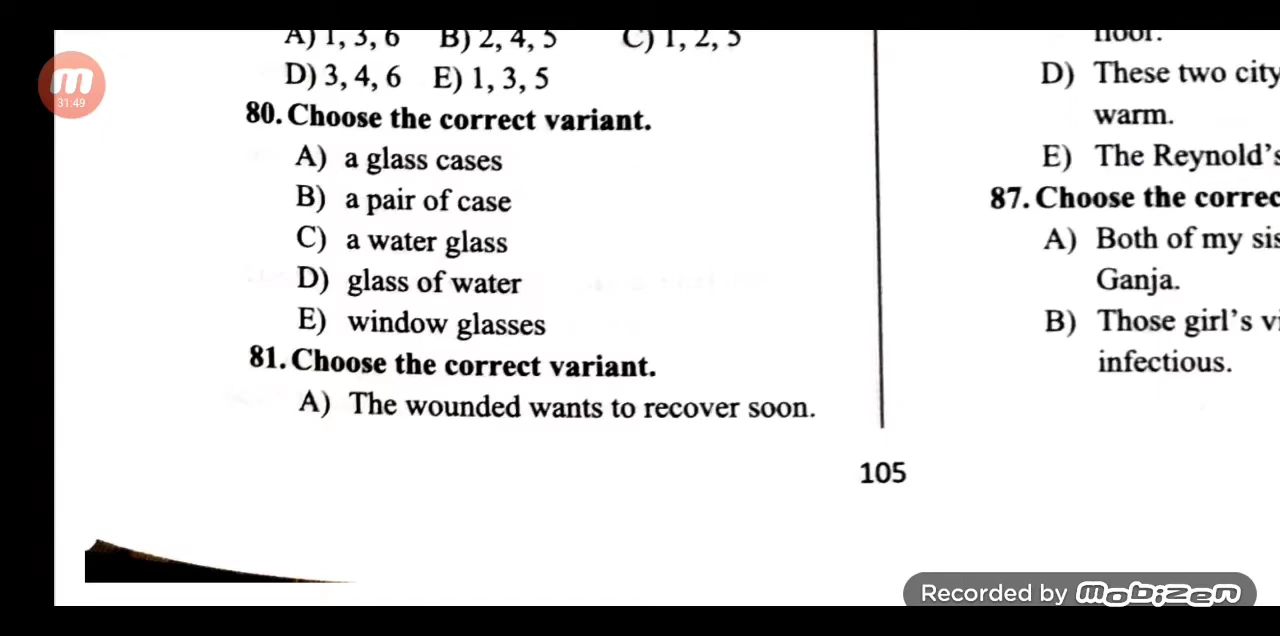 A) 1, 3, 6 B) 2, 4, 5 C) 1, 2, 5
D) 3, 4, 6 E) 1, 3, 5
80. Choose the correct variant.
A) a glass cases
B) a pair of case
C) a water glass
D) glass of water
E) window glasses
81. Choose the correct variant.
A) The wounded wants to recover soon.
D) These two city
warm.
E) The Reynold's
87. Choose the
A) Both of my
Ganja.
B) Those girl's
infectious.
105
31:49
Recorded by mobizen